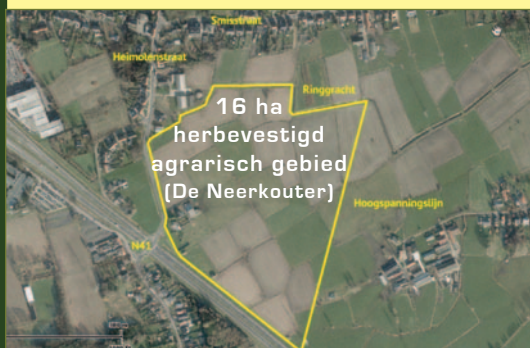 Smisstraat
Heimolenstraat
Ringgracht
16 ha
herbevestigd
agrarisch gebied
(De Neerkouter)
Hoogspanningslijn
N41